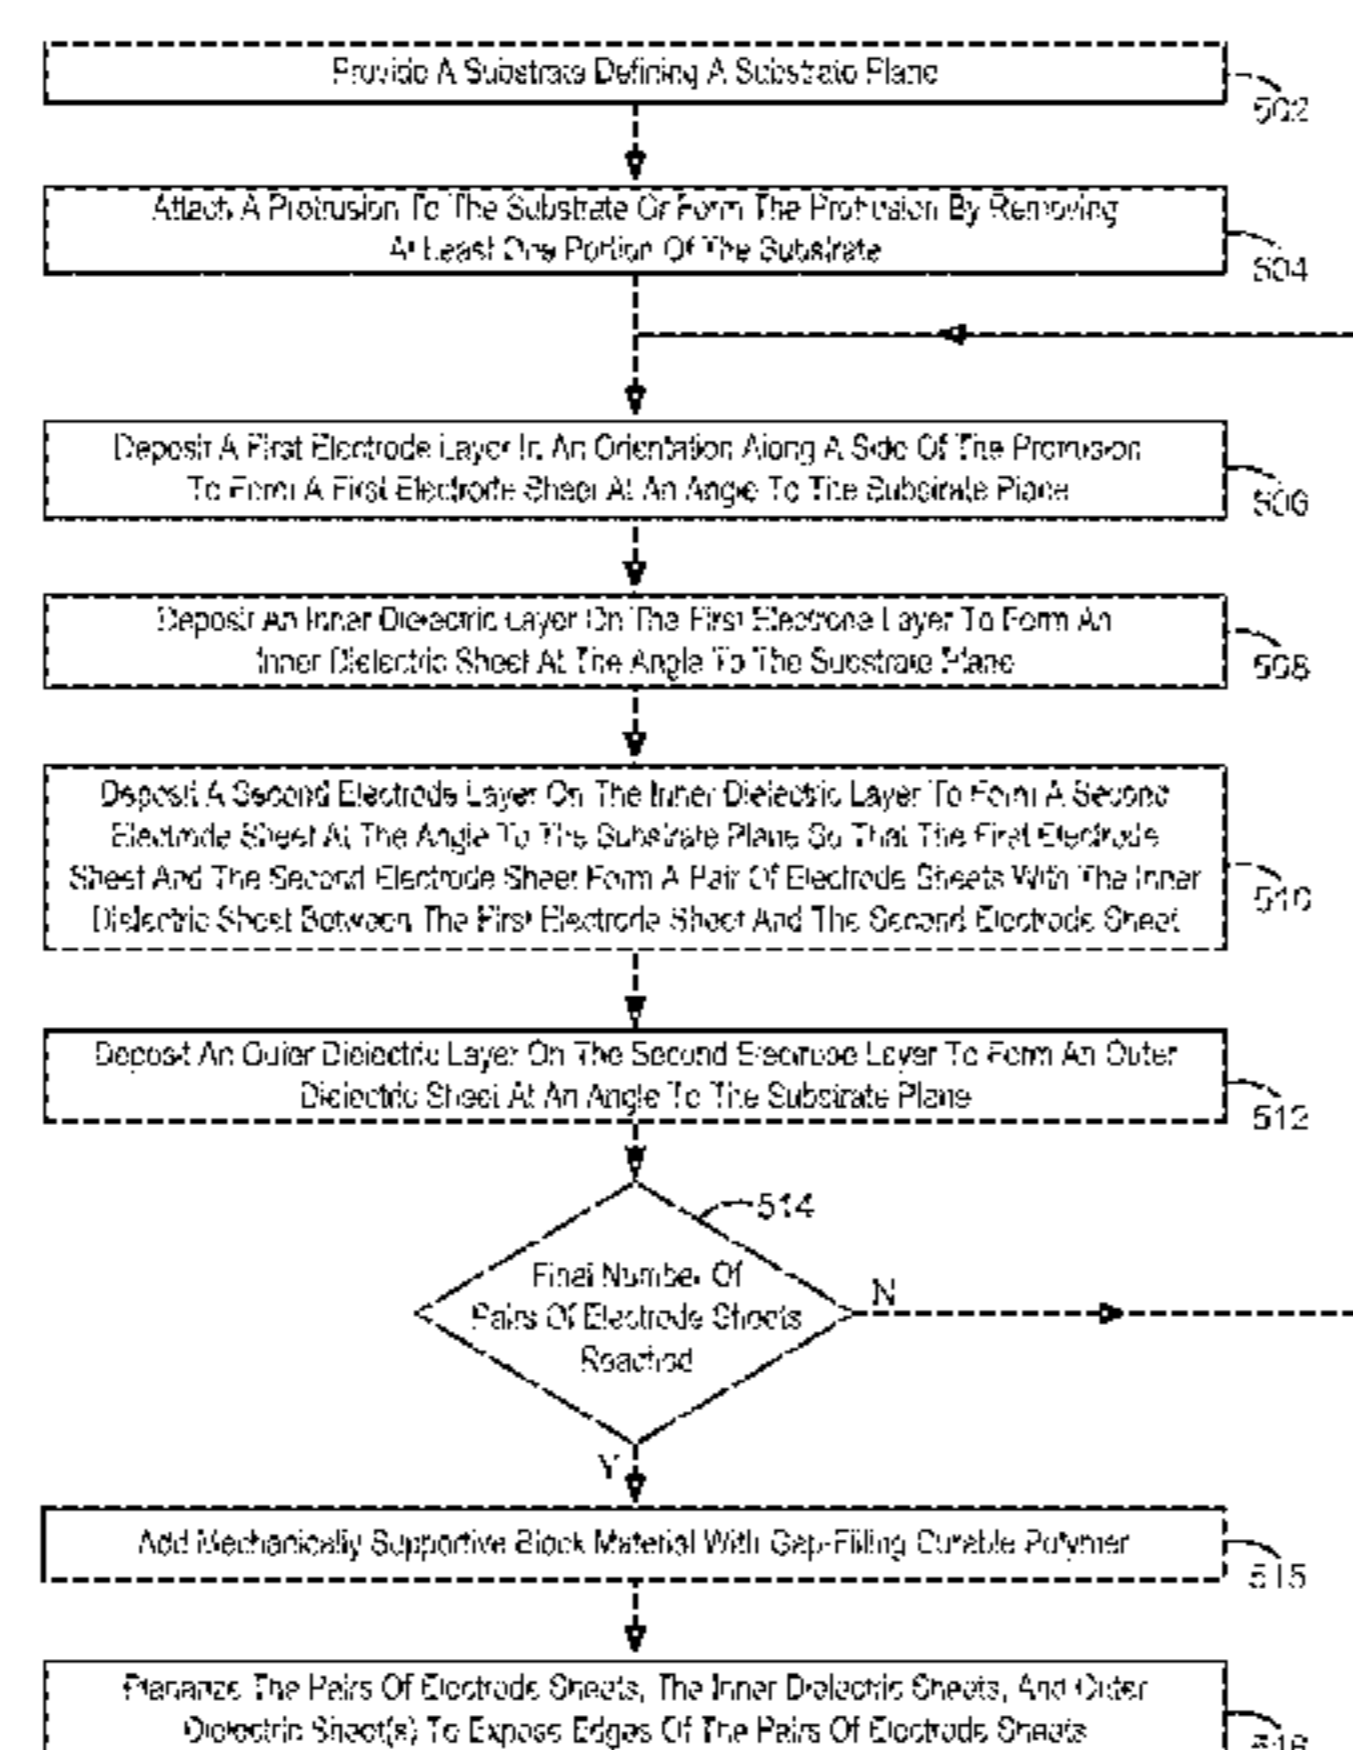 Provide A Substrate Defining A Substrate Plane
502
Attach A Protrusion To The Substrate Or Form The Protrusion By Removing
At Least One Portion Of The Substrate
504
Deposit A First Electrode Layer In An Orientation Along A Side Of The Protrusion
To Form A First Electrode Sheet At An Angle To The Substrate Plane
506
Deposit An Inner Dielectric Layer On The First Electrode Layer To Form An
Inner Dielectric Sheet At The Angle To The Substrate Plane
508
Deposit A Second Electrode Layer On The Inner Dielectric Layer To Form A Second
Electrode Sheet At The Angle To The Substrate Plane So That The First Electrode
Sheet And The Second Electrode Sheet Form A Pair Of Electrode Sheets With The Inner
Dielectric Sheet Between The First Electrode Sheet And The Second Electrode Sheet
510
Deposit An Outer Dielectric Layer On The Second Electrode Layer To Form An Outer
Dielectric Sheet At An Angle To The Substrate Plane
512
514
Final Number Of
Pairs Of Electrode Sheets
Reached
N
Y
Add Mechanically Supportive Block Material With Gap-Filling Curable Polymer
515
Planarize The Pairs Of Electrode Sheets, The Inner Dielectric Sheets, And Outer
Dielectric Sheet(s) To Expose Edges Of The Pairs Of Electrode Sheets
516